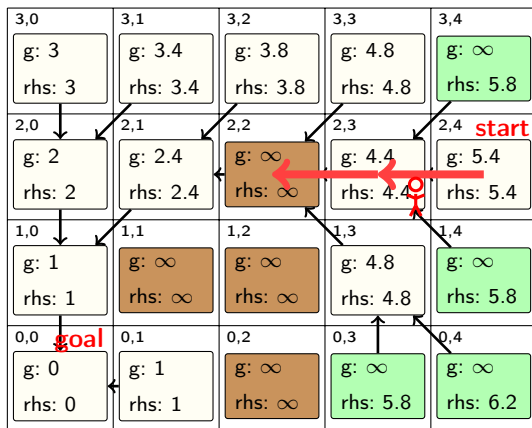 3,0 3,1 3,2 3,3 3,4
g: 3 g: 3.4 g: 3.8 g: 4.8 g: ∞
rhs: 3 rhs: 3.4 rhs: 3.8 rhs: 4.8 rhs: 5.8
2,0 2,1 2,2 2,3 2,4
start
g: 2 g: 2.4 g: ∞ g: 4.4 g: 5.4
rhs: 2 rhs: 2.4 rhs: ∞ rhs: 4.4 rhs: 5.4
1,0 1,1 1,2 1,3 1,4
g: 1 g: ∞ g: ∞ g: 4.8 g: ∞
rhs: 1 rhs: ∞ rhs: ∞ rhs: 4.8 rhs: 5.8
0,0 0,1 0,2 0,3 0,4
goal
g: 0 g: 1 g: ∞ g: ∞ g: ∞
rhs: 0 rhs: 1 rhs: ∞ rhs: 5.8 rhs: 6.2